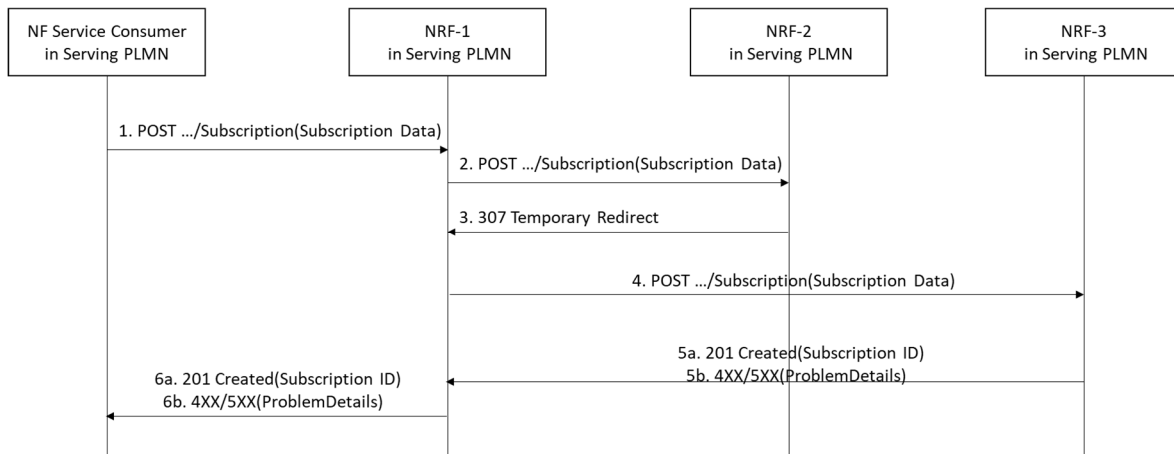 NF Service Consumer
in Serving PLMN
NRF-1
in Serving PLMN
NRF-2
in Serving PLMN
NRF-3
in Serving PLMN
1. POST .../Subscription(Subscription Data)
2. POST .../Subscription(Subscription Data)
3. 307 Temporary Redirect
4. POST .../Subscription(Subscription Data)
5a. 201 Created(Subscription ID)
5b. 4XX/5XX(ProblemDetails)
6a. 201 Created(Subscription ID)
6b. 4XX/5XX(ProblemDetails)